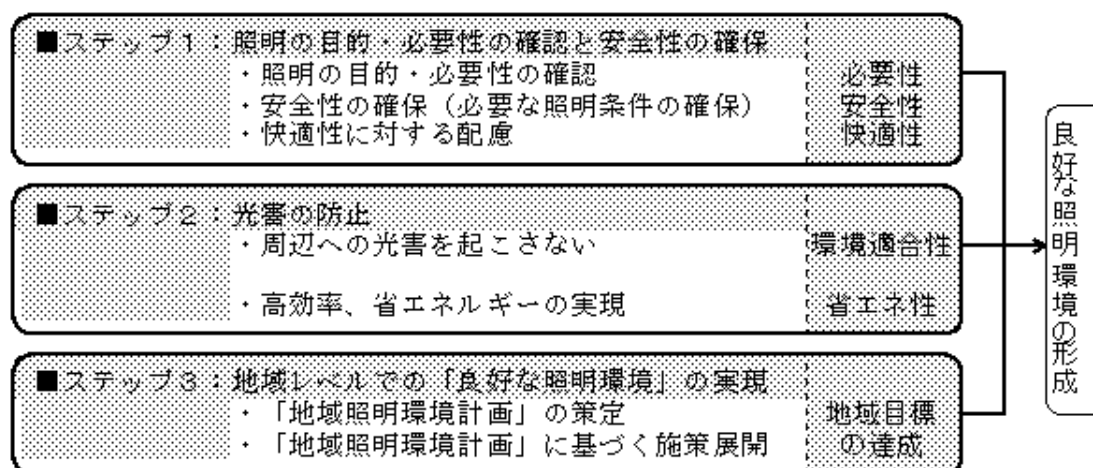 ■ステップ1：照明の目的・必要性の確認と安全性の確保
・照明の目的・必要性の確認
・安全性の確保（必要な照明条件の確保）
・快適性に対する配慮
必要性
安全性
快適性
■ステップ2：光害の防止
・周辺への光害を起こさない
環境適合性
・高効率、省エネルギーの実現
省エネ性
■ステップ3：地域レベルでの「良好な照明環境」の実現
・「地域照明環境計画」の策定
・「地域照明環境計画」に基づく施策展開
地域目標
の達成
良好な照明環境の形成